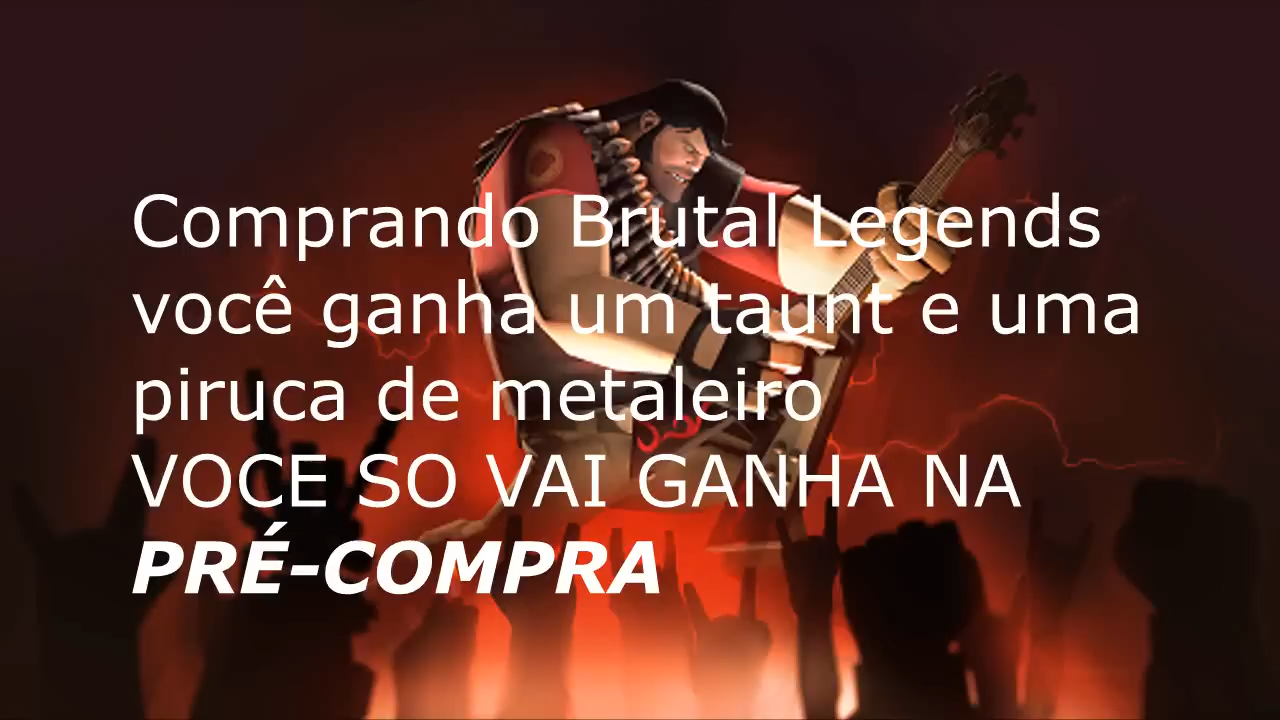 Comprando Brutal Legends
você ganha um taunt e uma
piruca de metaleiro
VOCE SO VAI GANHA NA
PRÉ-COMPRA